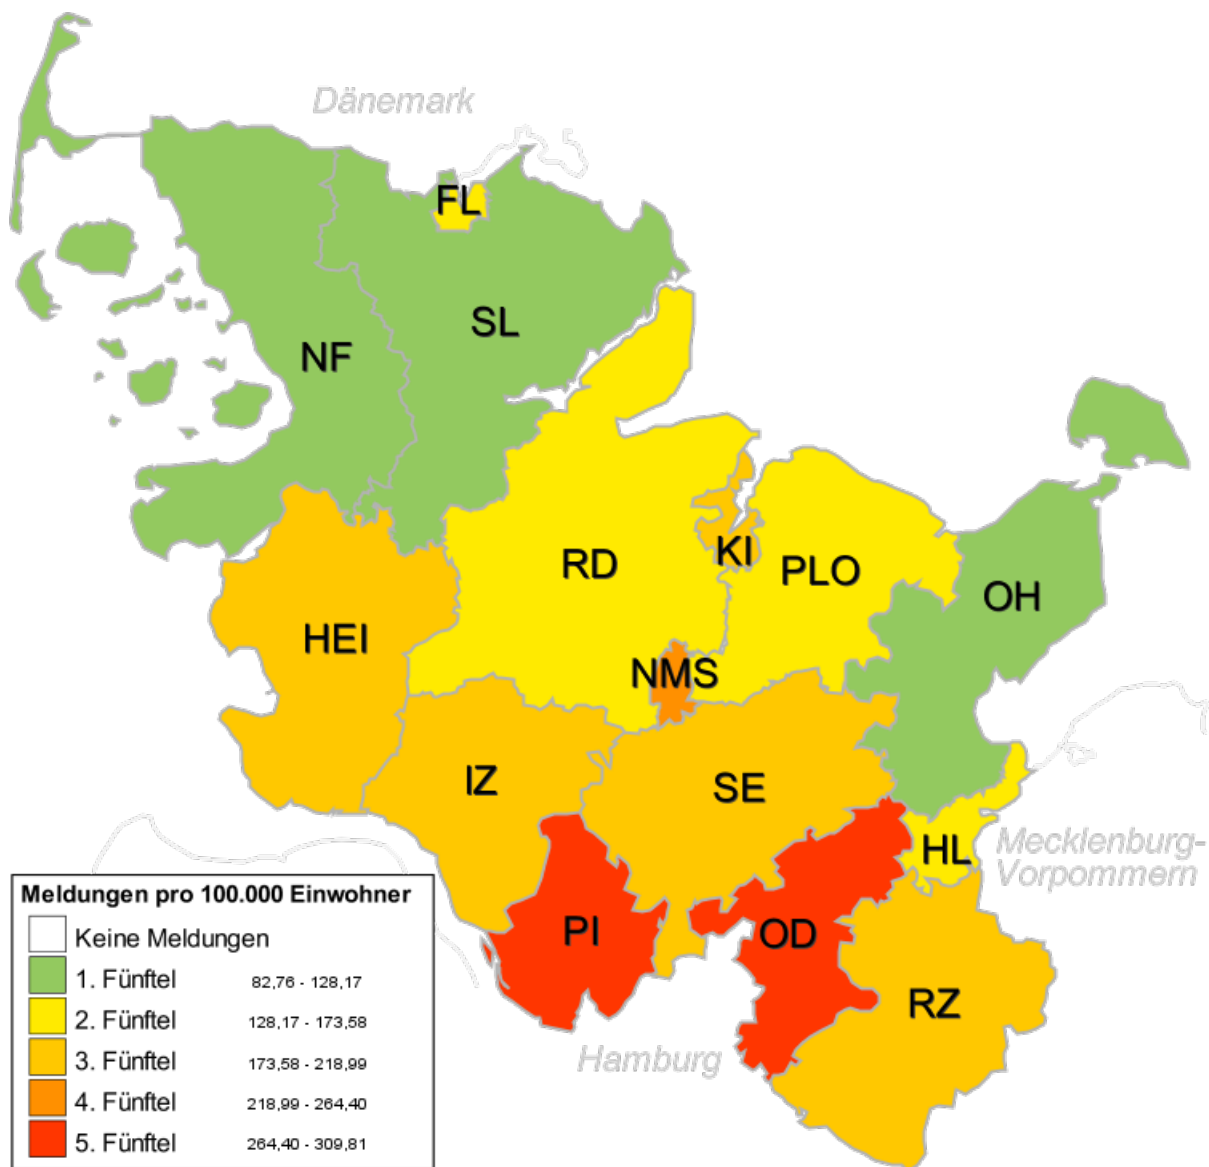 Dänemark
FL
SL
NF
RD
KI
PLO
OH
HEI
NMS
IZ
SE
HL
Mecklenburg-
Vorpommern
PI
OD
RZ
Hamburg
Meldungen pro 100.000 Einwohner
Keine Meldungen
1. Fünftel 82,76 - 128,17
2. Fünftel 128,17 - 173,58
3. Fünftel 173,58 - 218,99
4. Fünftel 218,99 - 264,40
5. Fünftel 264,40 - 309,81